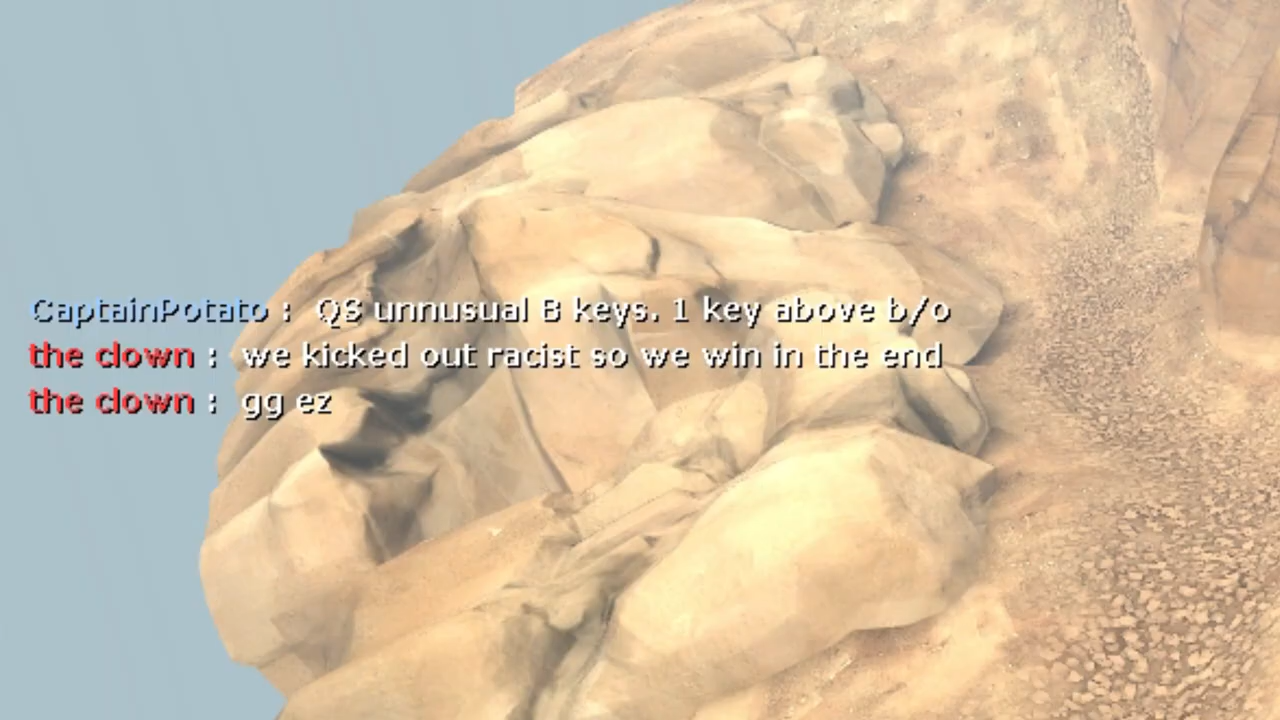 CaptainPotato :  QS unnusual 8 keys. 1 key above b/o
the clown :  we kicked out racist so we win in the end
the clown :  gg ez